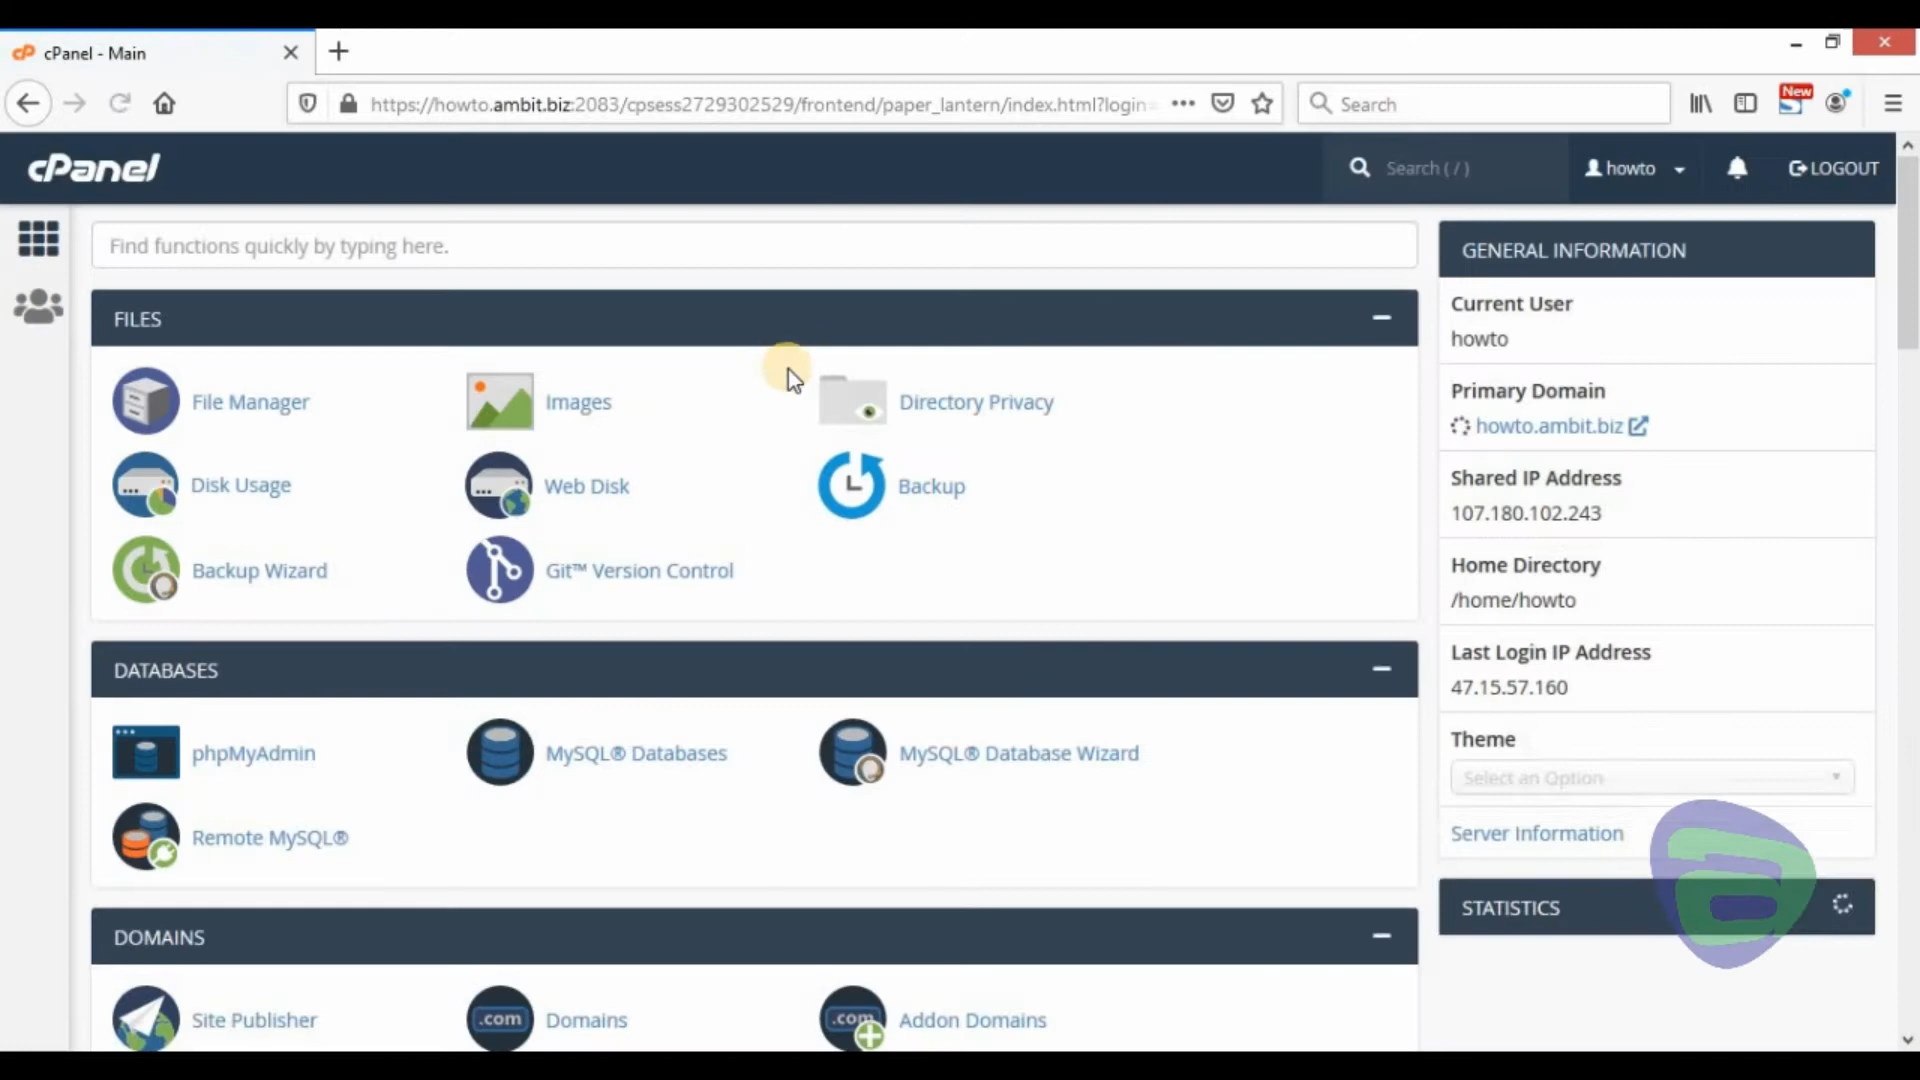 cPanel - Main
https://howto.ambit.biz:2083/cpsess2729302529/frontend/paper_lantern/index.html?login=
Search
New
cPanel
Search ( / )
howto
LOGOUT
Find functions quickly by typing here.
FILES
File Manager
Images
Directory Privacy
Disk Usage
Web Disk
Backup
Backup Wizard
Git™ Version Control
DATABASES
phpMyAdmin
MySQL® Databases
MySQL® Database Wizard
Remote MySQL®
DOMAINS
Site Publisher
.com
Domains
.com
Addon Domains
GENERAL INFORMATION
Current User
howto
Primary Domain
howto.ambit.biz
Shared IP Address
107.180.102.243
Home Directory
/home/howto
Last Login IP Address
47.15.57.160
Theme
Select an Option
Server Information
STATISTICS